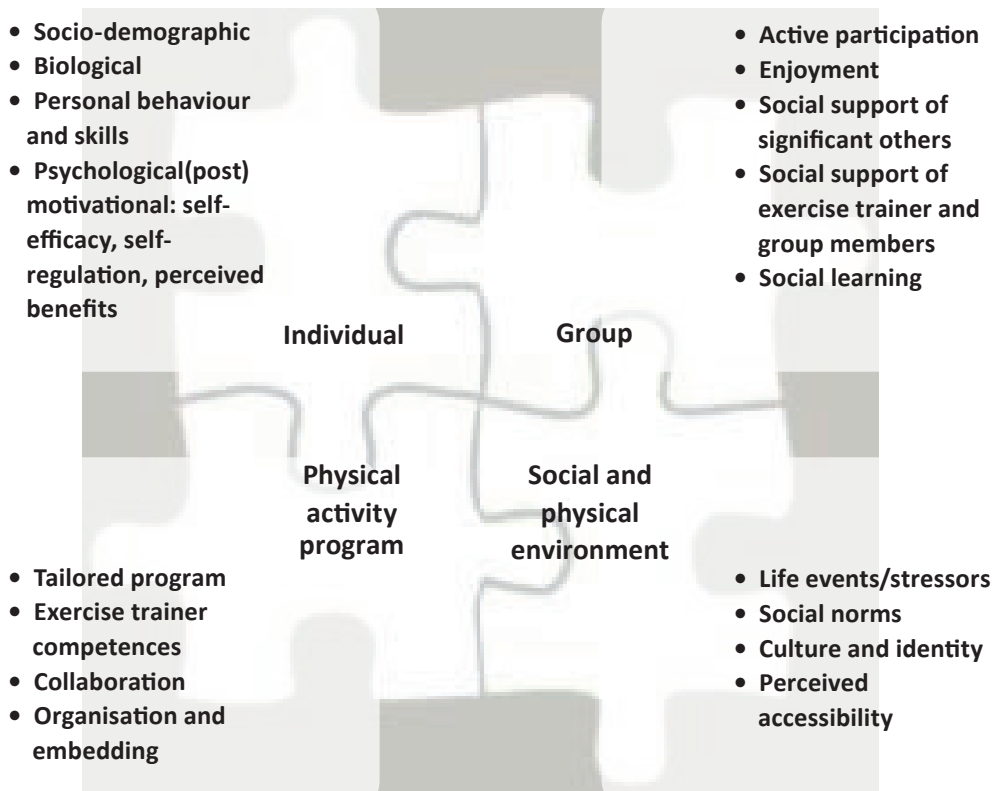 • Socio-demographic
• Biological
• Personal behaviour
and skills
• Psychological(post)
motivational: self-
efficacy, self-
regulation, perceived
benefits
• Active participation
• Enjoyment
• Social support of
significant others
• Social support of
exercise trainer and
group members
• Social learning
Individual
Group
Physical
activity
program
Social and
physical
environment
• Tailored program
• Exercise trainer
competences
• Collaboration
• Organisation and
embedding
• Life events/stressors
• Social norms
• Culture and identity
• Perceived
accessibility